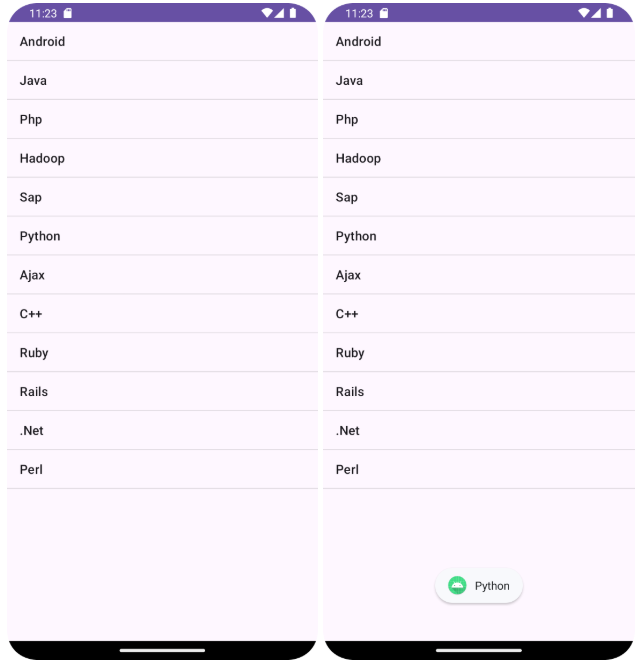 11:23
Android
Java
Php
Hadoop
Sap
Python
Ajax
C++
Ruby
Rails
.Net
Perl
11:23
Android
Java
Php
Hadoop
Sap
Python
Ajax
C++
Ruby
Rails
.Net
Perl
Python